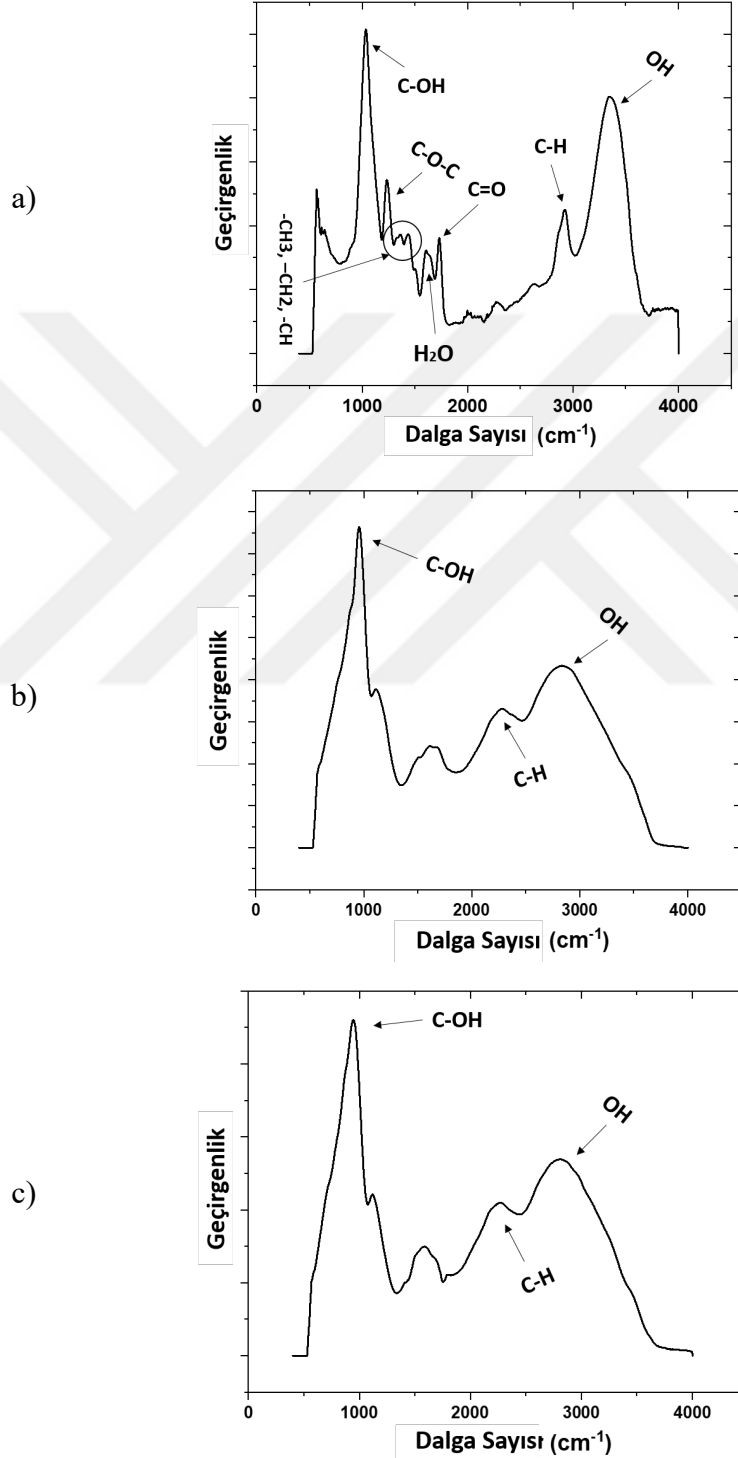 a)
Geçirgenlik
C-OH
C-O-C
C=O
-CH3, –CH2, -CH
H₂O
C-H
OH
0 1000 2000 3000 4000
Dalga Sayısı (cm⁻¹)
b)
Geçirgenlik
C-OH
C-H
OH
0 1000 2000 3000 4000
Dalga Sayısı (cm⁻¹)
c)
Geçirgenlik
C-OH
C-H
OH
0 1000 2000 3000 4000
Dalga Sayısı (cm⁻¹)